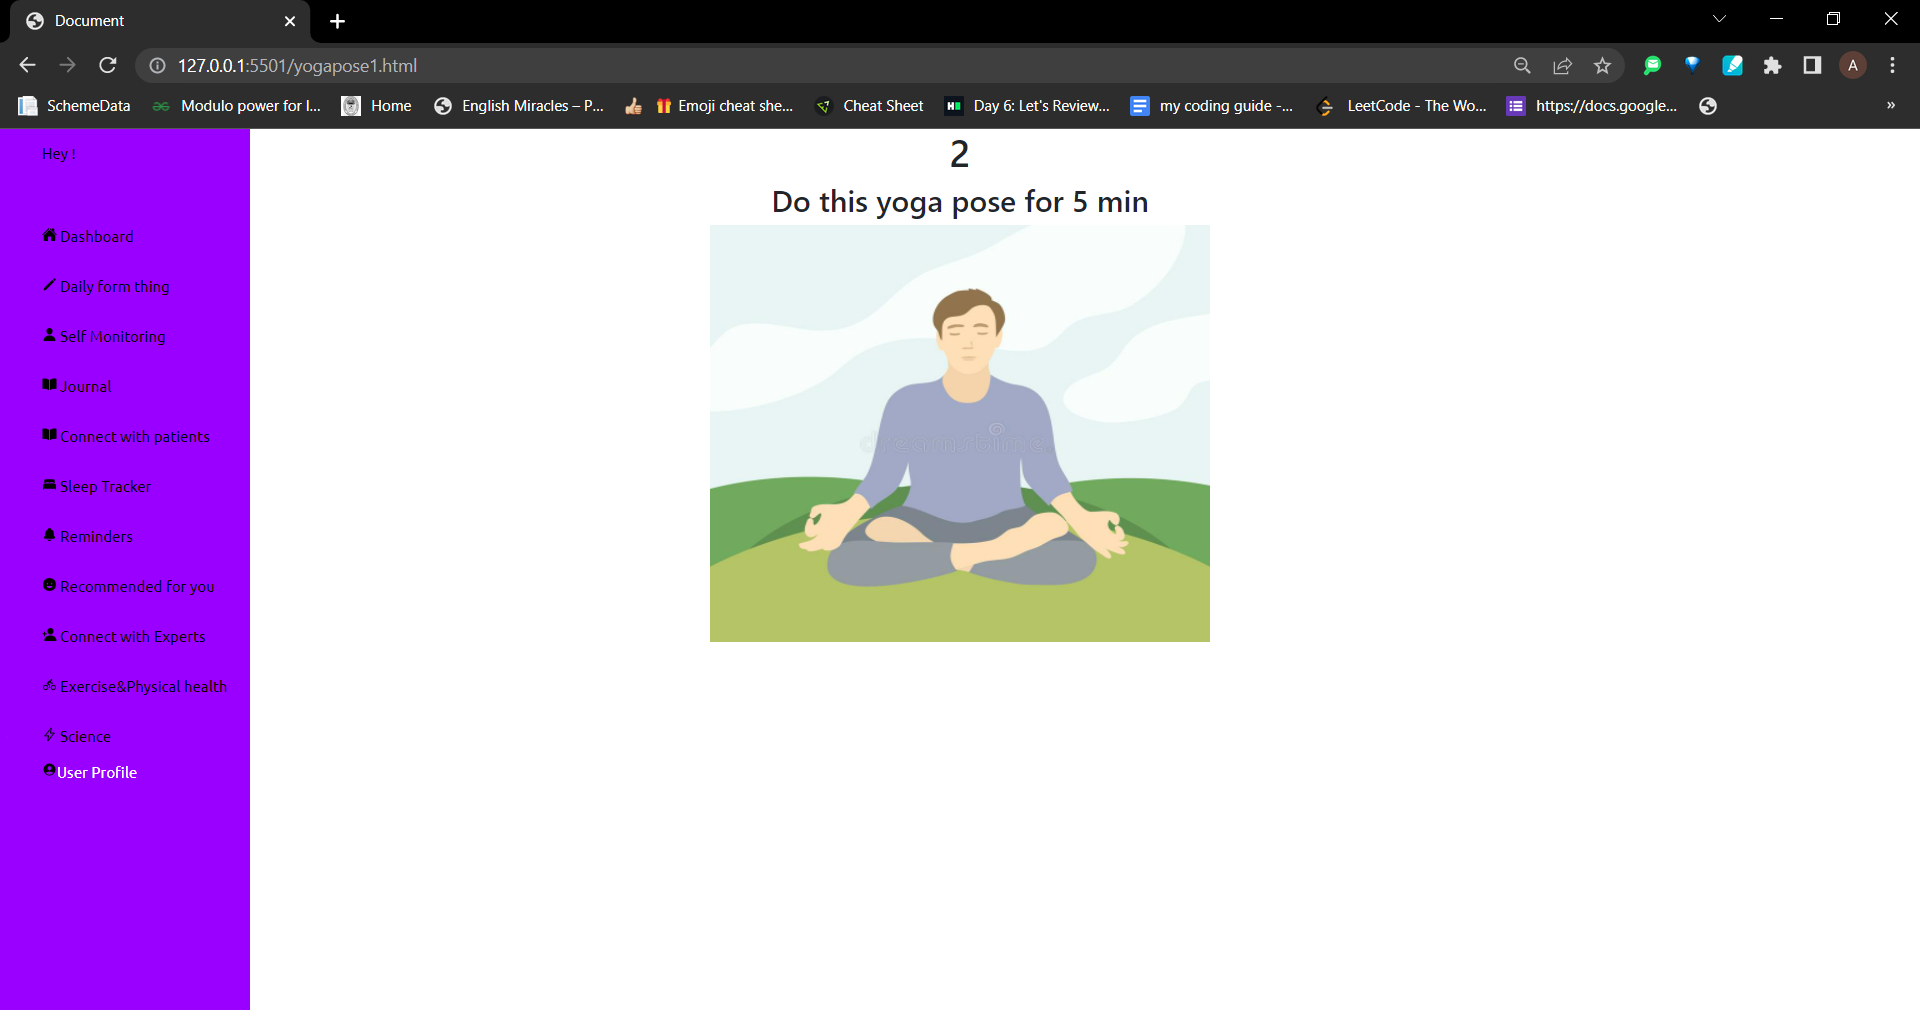 Document
127.0.0.1:5501/yogapose1.html
A
SchemeData
Modulo power for I...
Home
English Miracles – P...
Emoji cheat she...
Cheat Sheet
Day 6: Let's Review...
my coding guide -...
LeetCode - The Wo...
https://docs.google...
»
Hey !
2
Do this yoga pose for 5 min
dreamstime
Dashboard
Daily form thing
Self Monitoring
Journal
Connect with patients
Sleep Tracker
Reminders
Recommended for you
Connect with Experts
Exercise&Physical health
Science
User Profile